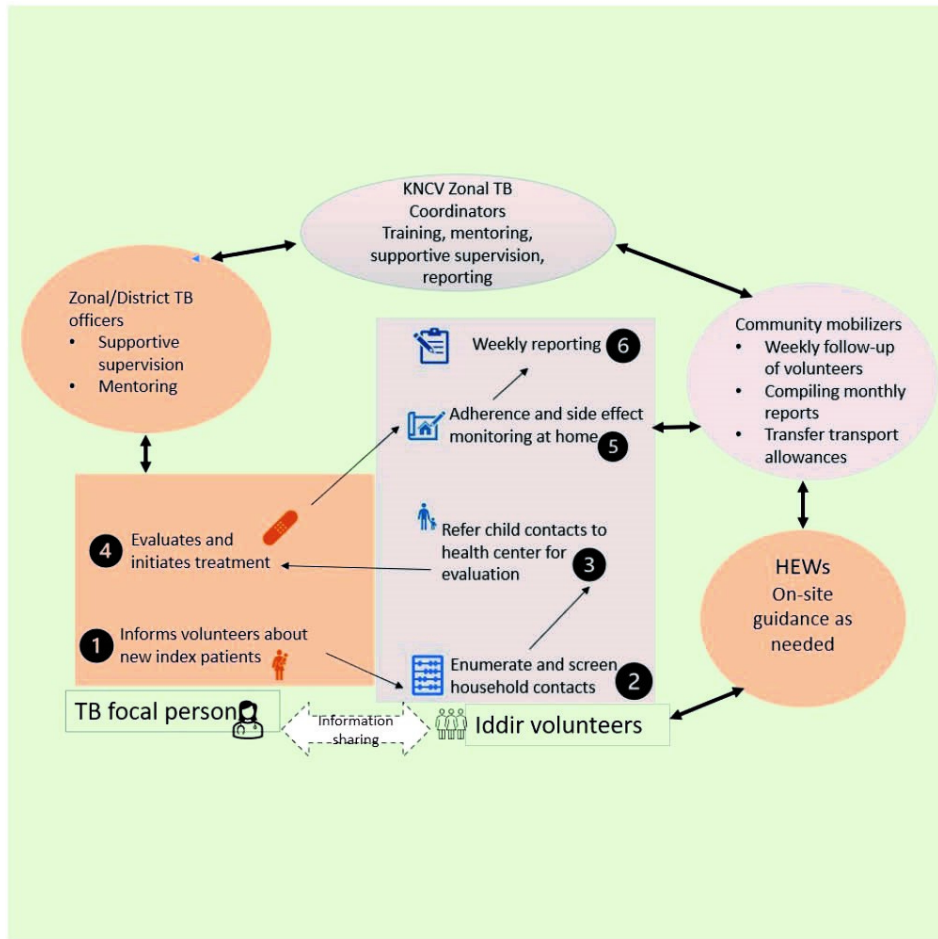 KNCV Zonal TB
Coordinators
Training, mentoring,
supportive supervision,
reporting
Zonal/District TB
officers
• Supportive
supervision
• Mentoring
Community mobilizers
• Weekly follow-up
of volunteers
• Compiling monthly
reports
• Transfer transport
allowances
Weekly reporting 6
Adherence and side effect
monitoring at home 5
4 Evaluates and
initiates treatment
Refer child contacts to
health center for 3
evaluation
HEWs
On-site
guidance as
needed
1 Informs volunteers about
new index patients
Enumerate and screen
household contacts 2
TB focal person
Information
sharing
Iddir volunteers